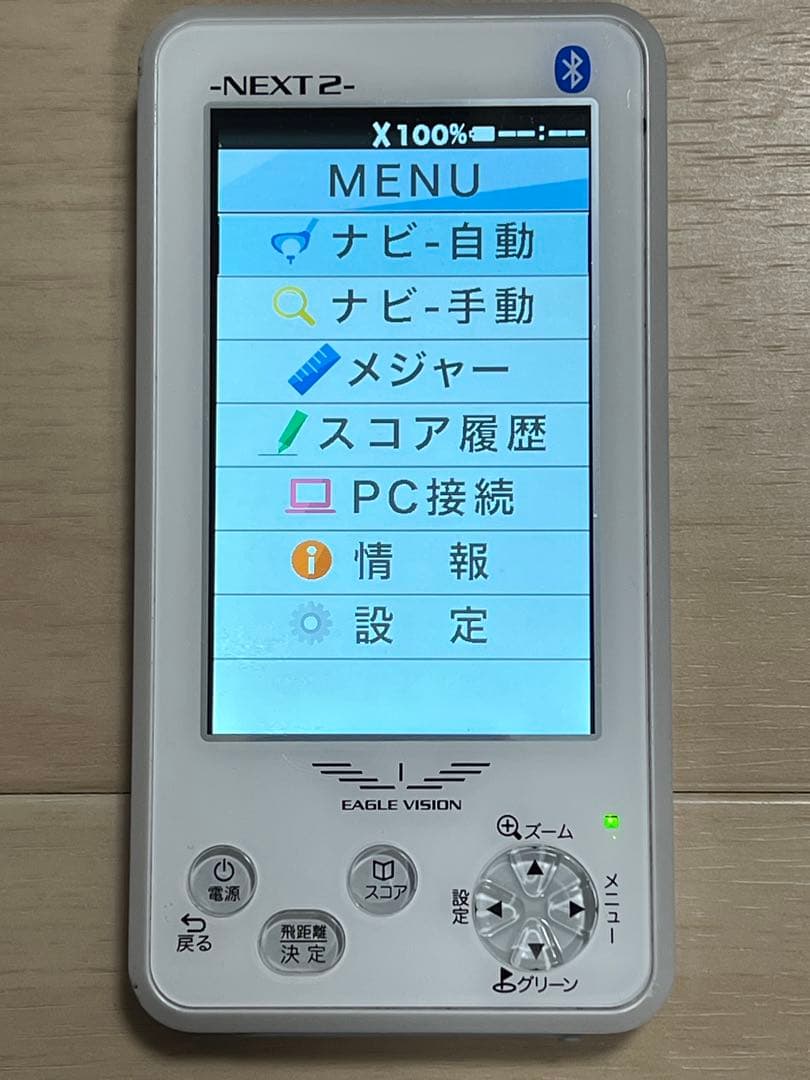 -NEXT2-
100% --:--
MENU
ナビ-自動
ナビ-手動
メジャー
スコア履歴
PC接続
情 報
設 定
EAGLE VISION
ズーム
電源
スコア
設定
メニュー
戻る
飛距離
決定
グリーン